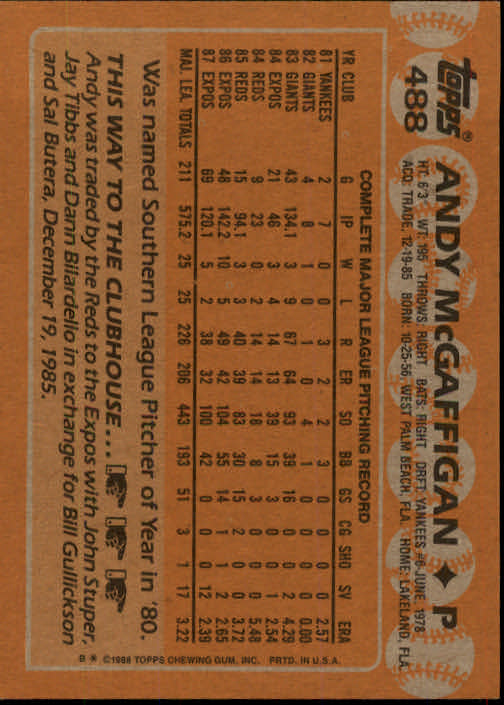 topps®
488
ANDY McGAFFIGAN ♦ P
HT: 6'3" WT: 195 THROWS: RIGHT BATS: RIGHT DRFT: YANKEES #6-JUNE, 1978
ACQ: TRADE, 12-19-85 BORN: 10-25-56, WEST PALM BEACH, FLA. HOME: LAKELAND, FLA.
COMPLETE MAJOR LEAGUE PITCHING RECORD
YR CLUB G IP W L R ER SO BB GS CG SHO SV ERA
81 YANKEES 2 7 0 0 3 2 2 3 0 0 0 0 2.57
82 GIANTS 4 8 1 0 1 0 4 1 0 0 0 0 0.00
83 GIANTS 43 134.1 3 9 67 64 93 39 16 0 0 2 4.29
84 EXPOS 21 46 3 4 14 13 39 15 3 0 0 1 2.54
84 REDS 9 23 0 2 14 14 18 8 3 0 0 0 5.48
85 REDS 15 94.1 3 3 40 39 83 30 15 2 0 0 3.72
86 EXPOS 48 142.2 10 5 49 42 104 55 14 1 1 2 2.65
87 EXPOS 69 120.1 5 2 38 32 100 42 0 0 0 12 2.39
MAJ. LEA. TOTALS 211 575.2 25 25 226 206 443 193 51 3 1 17 3.22
Was named Southern League Pitcher of Year in '80.
THIS WAY TO THE CLUBHOUSE...
Andy was traded by the Reds to the Expos with John Stuper,
Jay Tibbs and Dann Bilardello in exchange for Bill Gullickson
and Sal Butera, December 19, 1985.
B * ©1988 TOPPS CHEWING GUM, INC. PRTD. IN U.S.A.